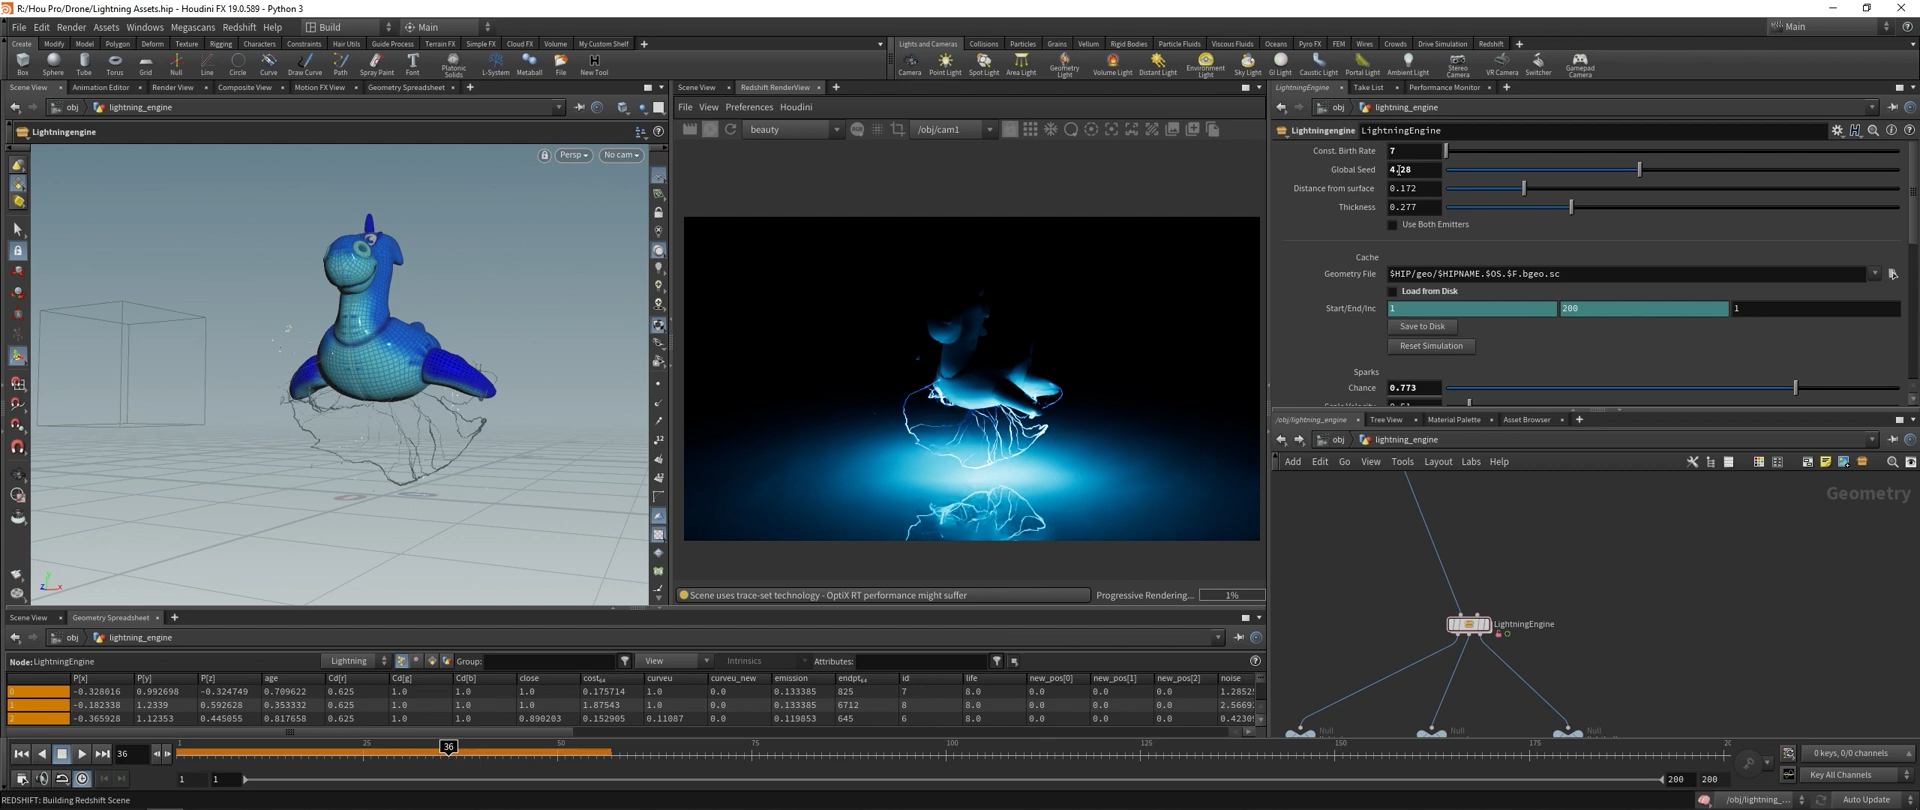 R:/Hou Pro/Drone/Lightning Assets.hip - Houdini FX 19.0.589 - Python 3
File Edit Render Assets Windows Megascans Redshift Help Build Main Main
Create Modify Model Polygon Deform Texture Rigging Characters Constraints Hair Utils Guide Process Terrain FX Simple FX Cloud FX Volume My Custom Shelf
Lights and Cameras Collisions Particles Grains Vellum Rigid Bodies Particle Fluids Viscous Fluids Oceans Pyro FX FEM Wires Crowds Drive Simulation Redshift
Box Sphere Tube Torus Grid Null Line Circle Curve Draw Curve Path Spray Paint Font Platonic Solids L-System Metaball File New Tool
Camera Point Light Spot Light Area Light Geometry Light Volume Light Distant Light Environment Light Sky Light GI Light Caustic Light Portal Light Ambient Light Stereo Camera VR Camera Switcher Gamepad Camera
Scene View Animation Editor Render View Composite View Motion FX View Geometry Spreadsheet
obj lightning_engine
Lightningengine
Persp No cam
Scene View Redshift RenderView
File View Preferences Houdini
beauty /obj/cam1
Scene uses trace-set technology - OptiX RT performance might suffer Progressive Rendering... 1%
LightningEngine Take List Performance Monitor
obj lightning_engine
Lightningengine LightningEngine
Const. Birth Rate 7
Global Seed 4.28
Distance from surface 0.172
Thickness 0.277
Use Both Emitters
Cache
Geometry File $HIP/geo/$HIPNAME.$OS.$F.bgeo.sc
Load from Disk
Start/End/Inc 1 200 1
Save to Disk
Reset Simulation
Sparks
Chance 0.773
/obj/lightning_engine Tree View Material Palette Asset Browser
obj lightning_engine
Add Edit Go View Tools Layout Labs Help
Geometry
LightningEngine
Null Null Null
Scene View Geometry Spreadsheet
obj lightning_engine
Node: LightningEngine Lightning Group: View Intrinsics Attributes:
P[x] P[y] P[z] age Cd[r] Cd[g] Cd[b] close cost64 curveu curveu_new emission endpt64 id life new_pos[0] new_pos[1] new_pos[2] noise
0 -0.328016 0.992698 -0.324749 0.709622 0.625 1.0 1.0 1.0 0.175714 1.0 0.0 0.133385 825 7 8.0 0.0 0.0 0.0 1.2852
1 -0.182338 1.2339 0.592628 0.353332 0.625 1.0 1.0 1.0 1.87543 1.0 0.0 0.133385 6712 8 8.0 0.0 0.0 0.0 2.5669
2 -0.365928 1.12353 0.445055 0.817658 0.625 1.0 1.0 0.890203 0.152905 0.11087 0.0 0.119853 645 6 8.0 0.0 0.0 0.0 0.4230
36 1 25 36 50 75 100 125 150 175
0 keys, 0/0 channels
1 1 200 200
Key All Channels
REDSHIFT: Building Redshift Scene
/obj/lightning_... Auto Update